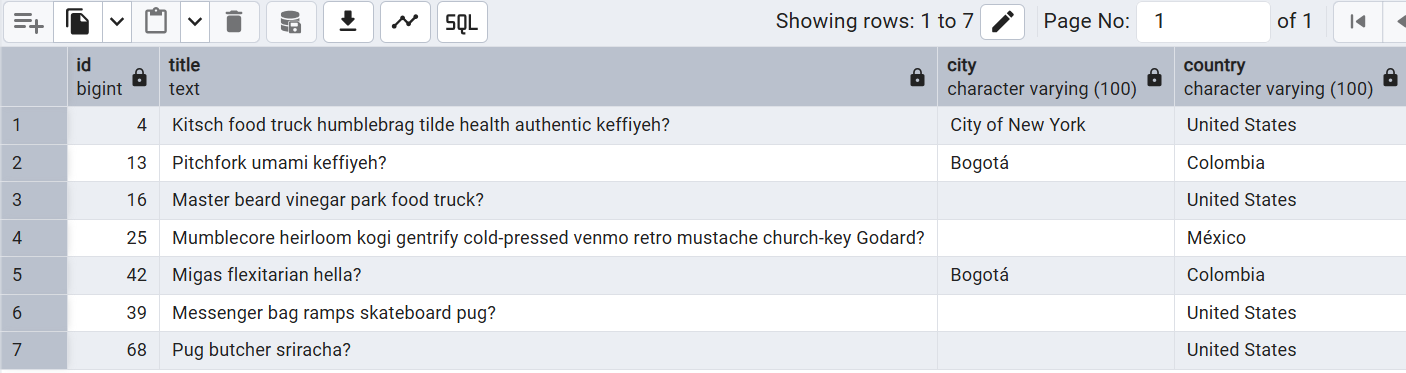 SQL Showing rows: 1 to 7 Page No: 1 of 1
id title city country
bigint text character varying (100) character varying (100)
1 4 Kitsch food truck humblebrag tilde health authentic keffiyeh? City of New York United States
2 13 Pitchfork umami keffiyeh? Bogotá Colombia
3 16 Master beard vinegar park food truck? United States
4 25 Mumblecore heirloom kogi gentrify cold-pressed venmo retro mustache church-key Godard? México
5 42 Migas flexitarian hella? Bogotá Colombia
6 39 Messenger bag ramps skateboard pug? United States
7 68 Pug butcher sriracha? United States